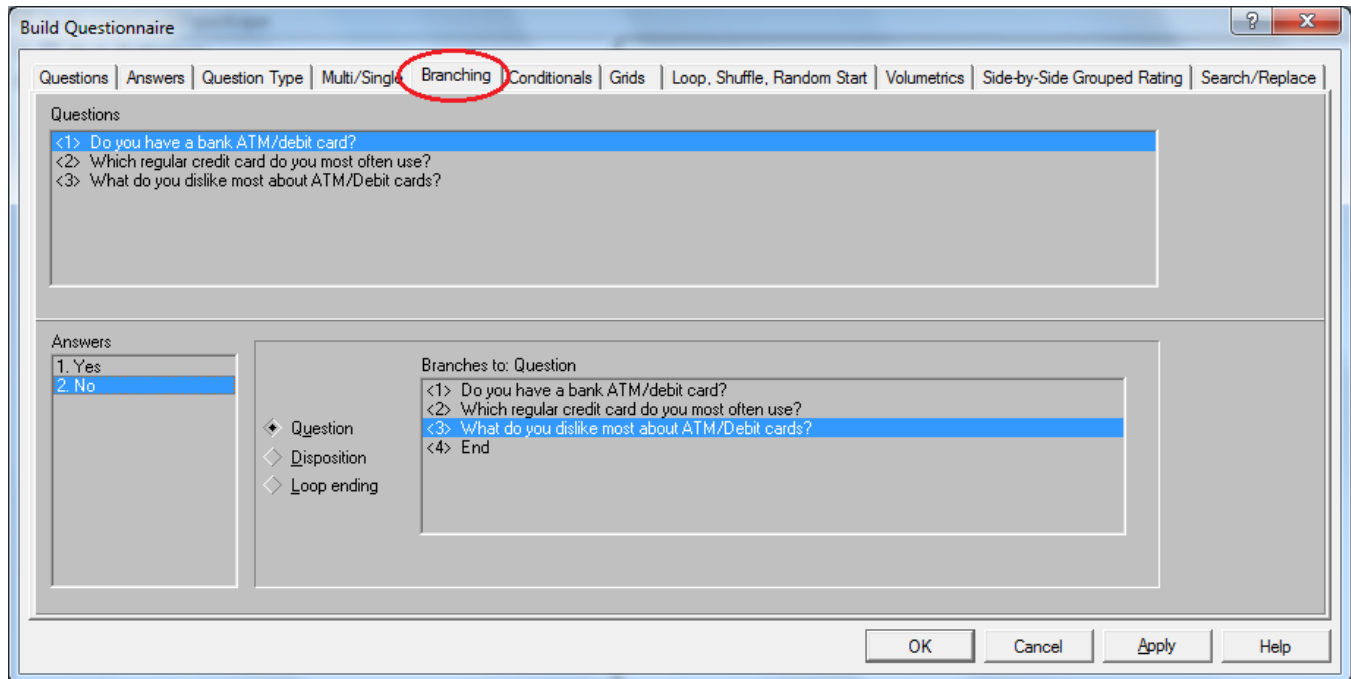 Build Questionnaire
Questions Answers Question Type Multi/Single Branching Conditionals Grids Loop, Shuffle, Random Start Volumetrics Side-by-Side Grouped Rating Search/Replace
Questions
<1> Do you have a bank ATM/debit card?
<2> Which regular credit card do you most often use?
<3> What do you dislike most about ATM/Debit cards?
Answers
1. Yes
2. No
Question
Disposition
Loop ending
Branches to: Question
<1> Do you have a bank ATM/debit card?
<2> Which regular credit card do you most often use?
<3> What do you dislike most about ATM/Debit cards?
<4> End
OK Cancel Apply Help